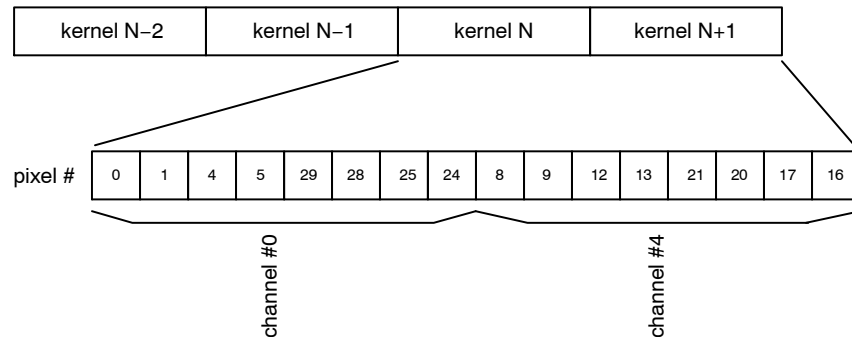 kernel N−2 kernel N−1 kernel N kernel N+1
pixel # 0 1 4 5 29 28 25 24 8 9 12 13 21 20 17 16
channel #0
channel #4